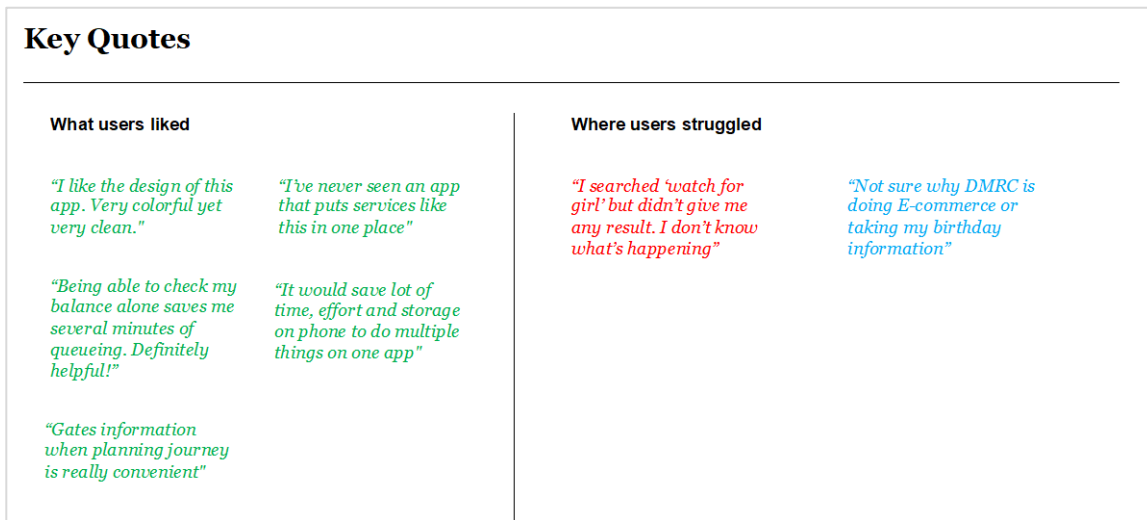 Key Quotes
What users liked
“I like the design of this
app. Very colorful yet
very clean."
“I’ve never seen an app
that puts services like
this in one place"
“Being able to check my
balance alone saves me
several minutes of
queueing. Definitely
helpful!”
“It would save lot of
time, effort and storage
on phone to do multiple
things on one app"
“Gates information
when planning journey
is really convenient"
Where users struggled
“I searched ‘watch for
girl’ but didn’t give me
any result. I don’t know
what’s happening”
“Not sure why DMRC is
doing E-commerce or
taking my birthday
information”